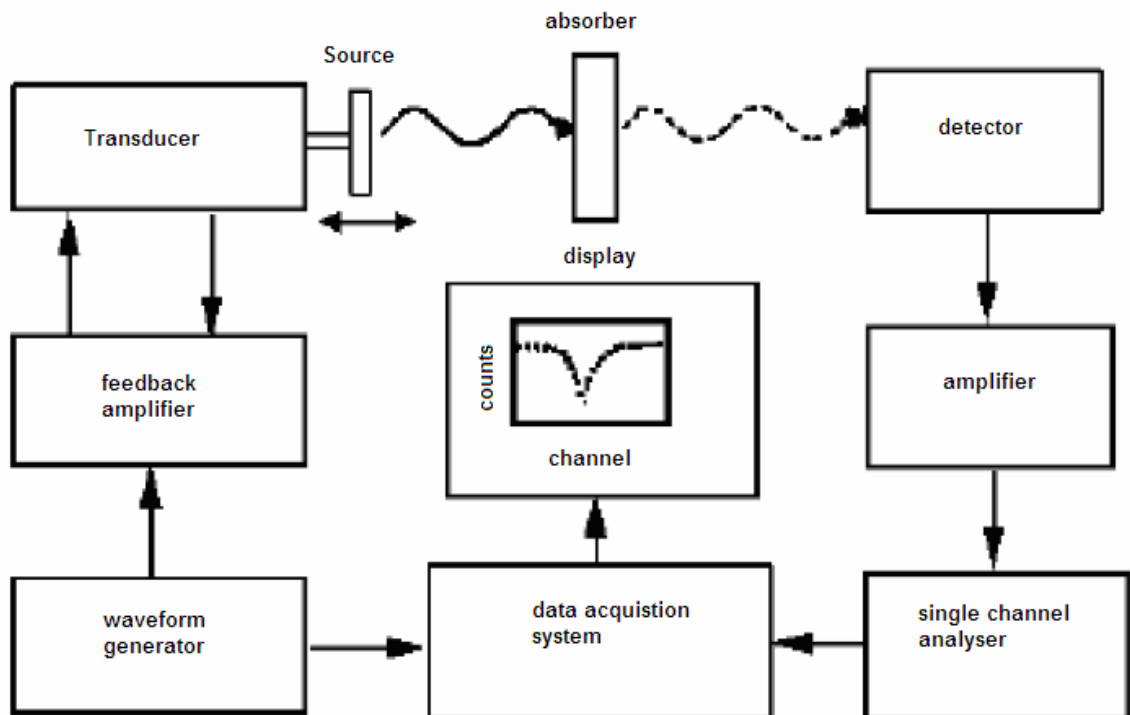 absorber
Source
Transducer
detector
display
feedback
amplifier
counts
channel
amplifier
waveform
generator
data acquistion
system
single channel
analyser